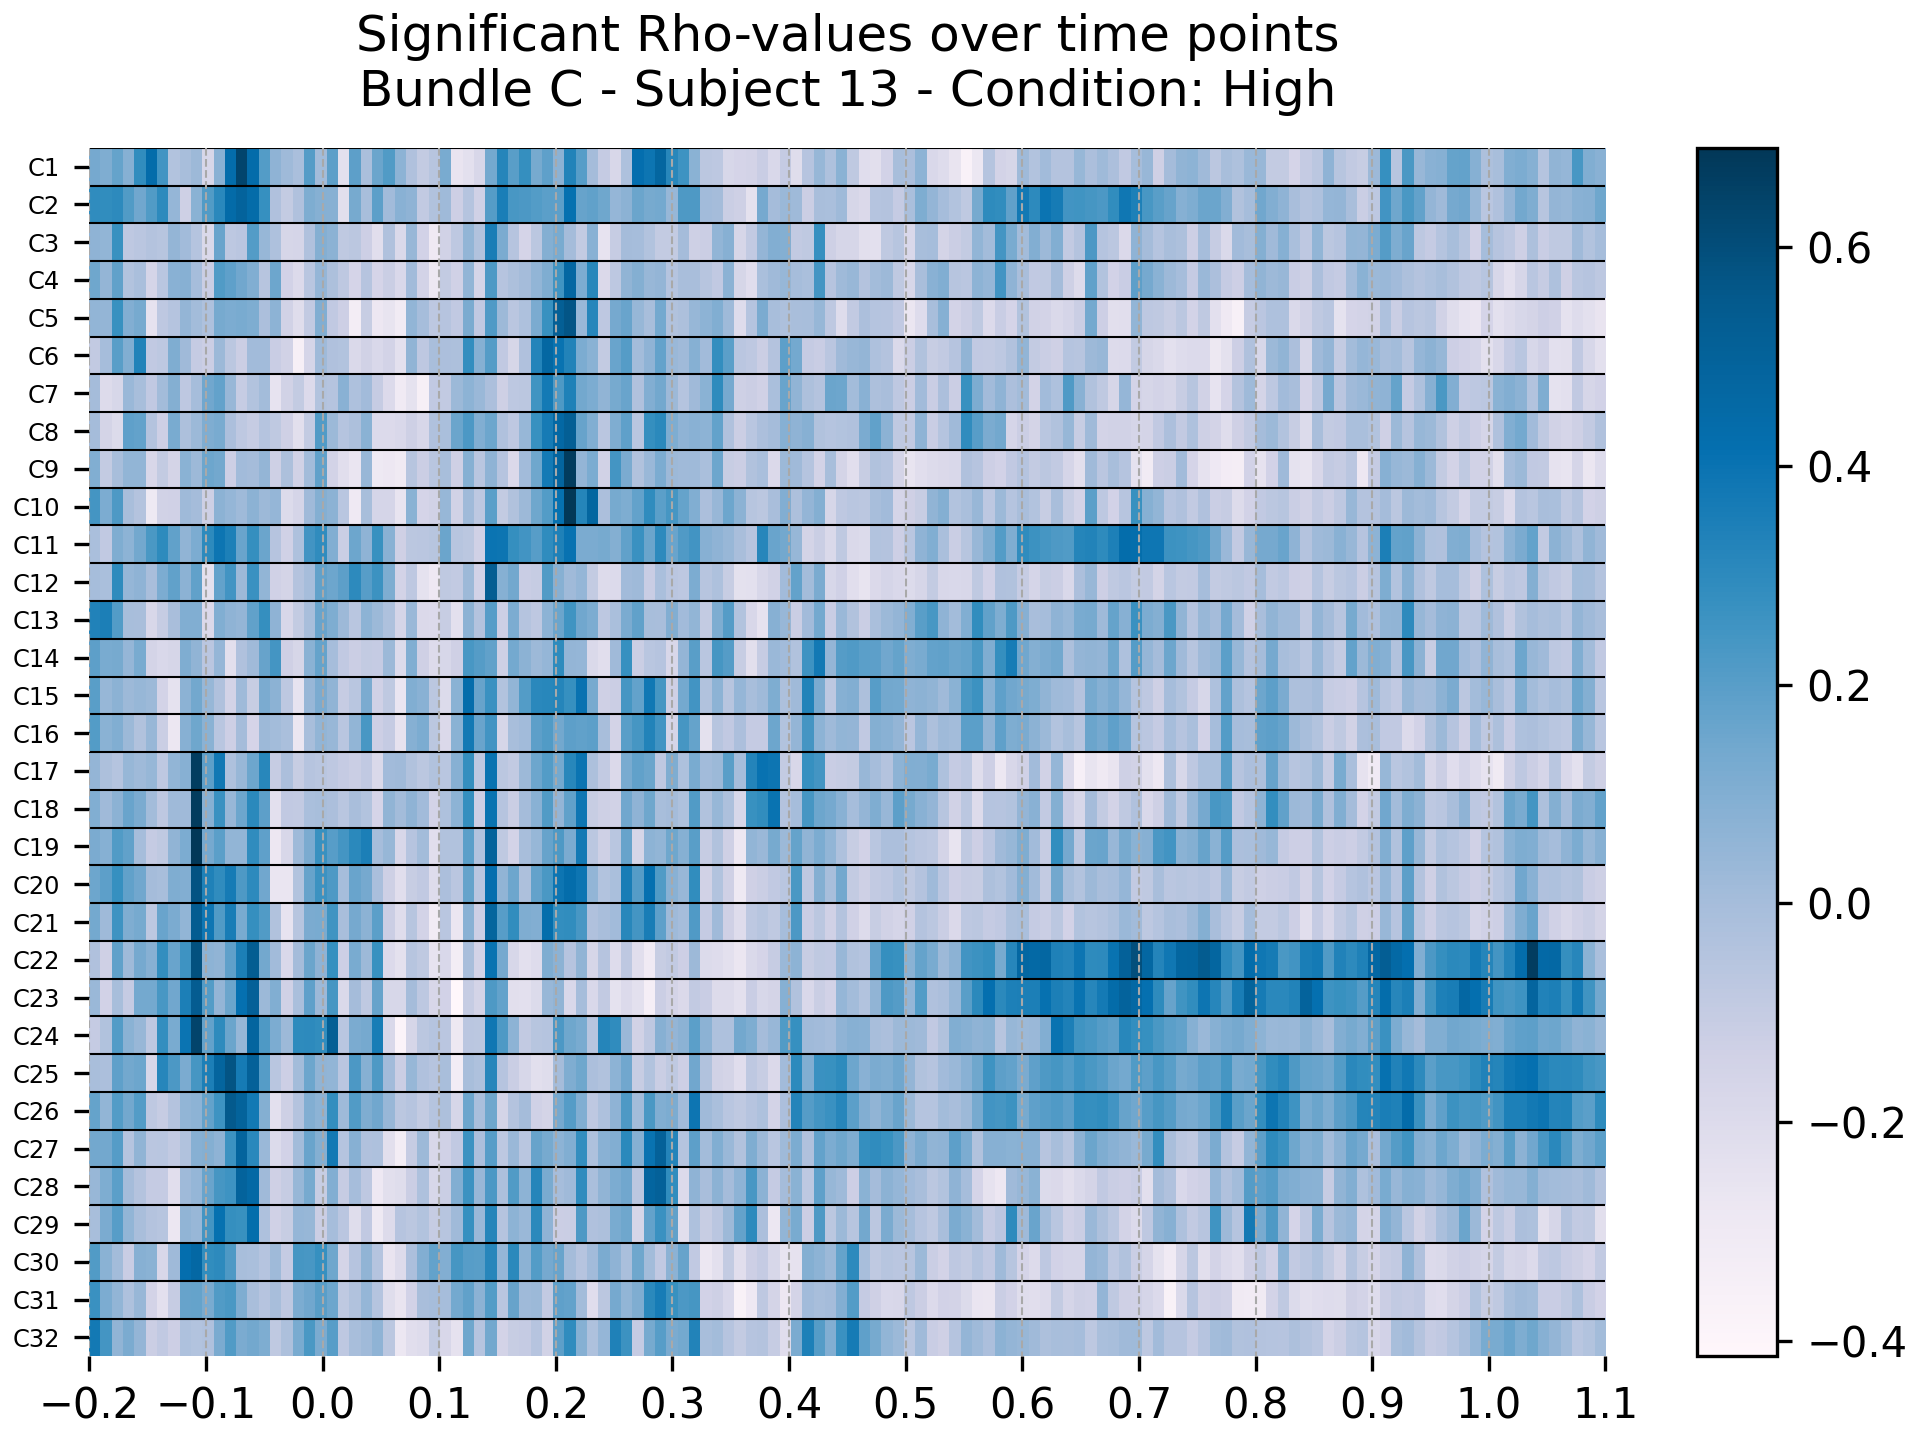 Significant Rho-values over time points
Bundle C - Subject 13 - Condition: High
C1
C2
C3
C4
C5
C6
C7
C8
C9
C10
C11
C12
C13
C14
C15
C16
C17
C18
C19
C20
C21
C22
C23
C24
C25
C26
C27
C28
C29
C30
C31
C32
−0.2 −0.1 0.0 0.1 0.2 0.3 0.4 0.5 0.6 0.7 0.8 0.9 1.0 1.1
0.6
0.4
0.2
0.0
−0.2
−0.4